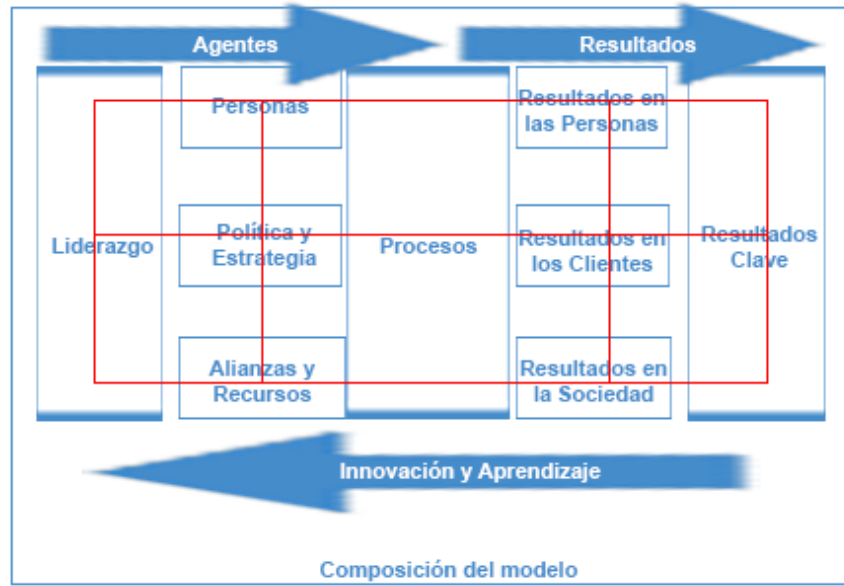 Agentes
Resultados
Personas
Resultados en
las Personas
Liderazgo
Política y
Estrategia
Procesos
Resultados en
los Clientes
Resultados
Clave
Alianzas y
Recursos
Resultados en
la Sociedad
Innovación y Aprendizaje
Composición del modelo